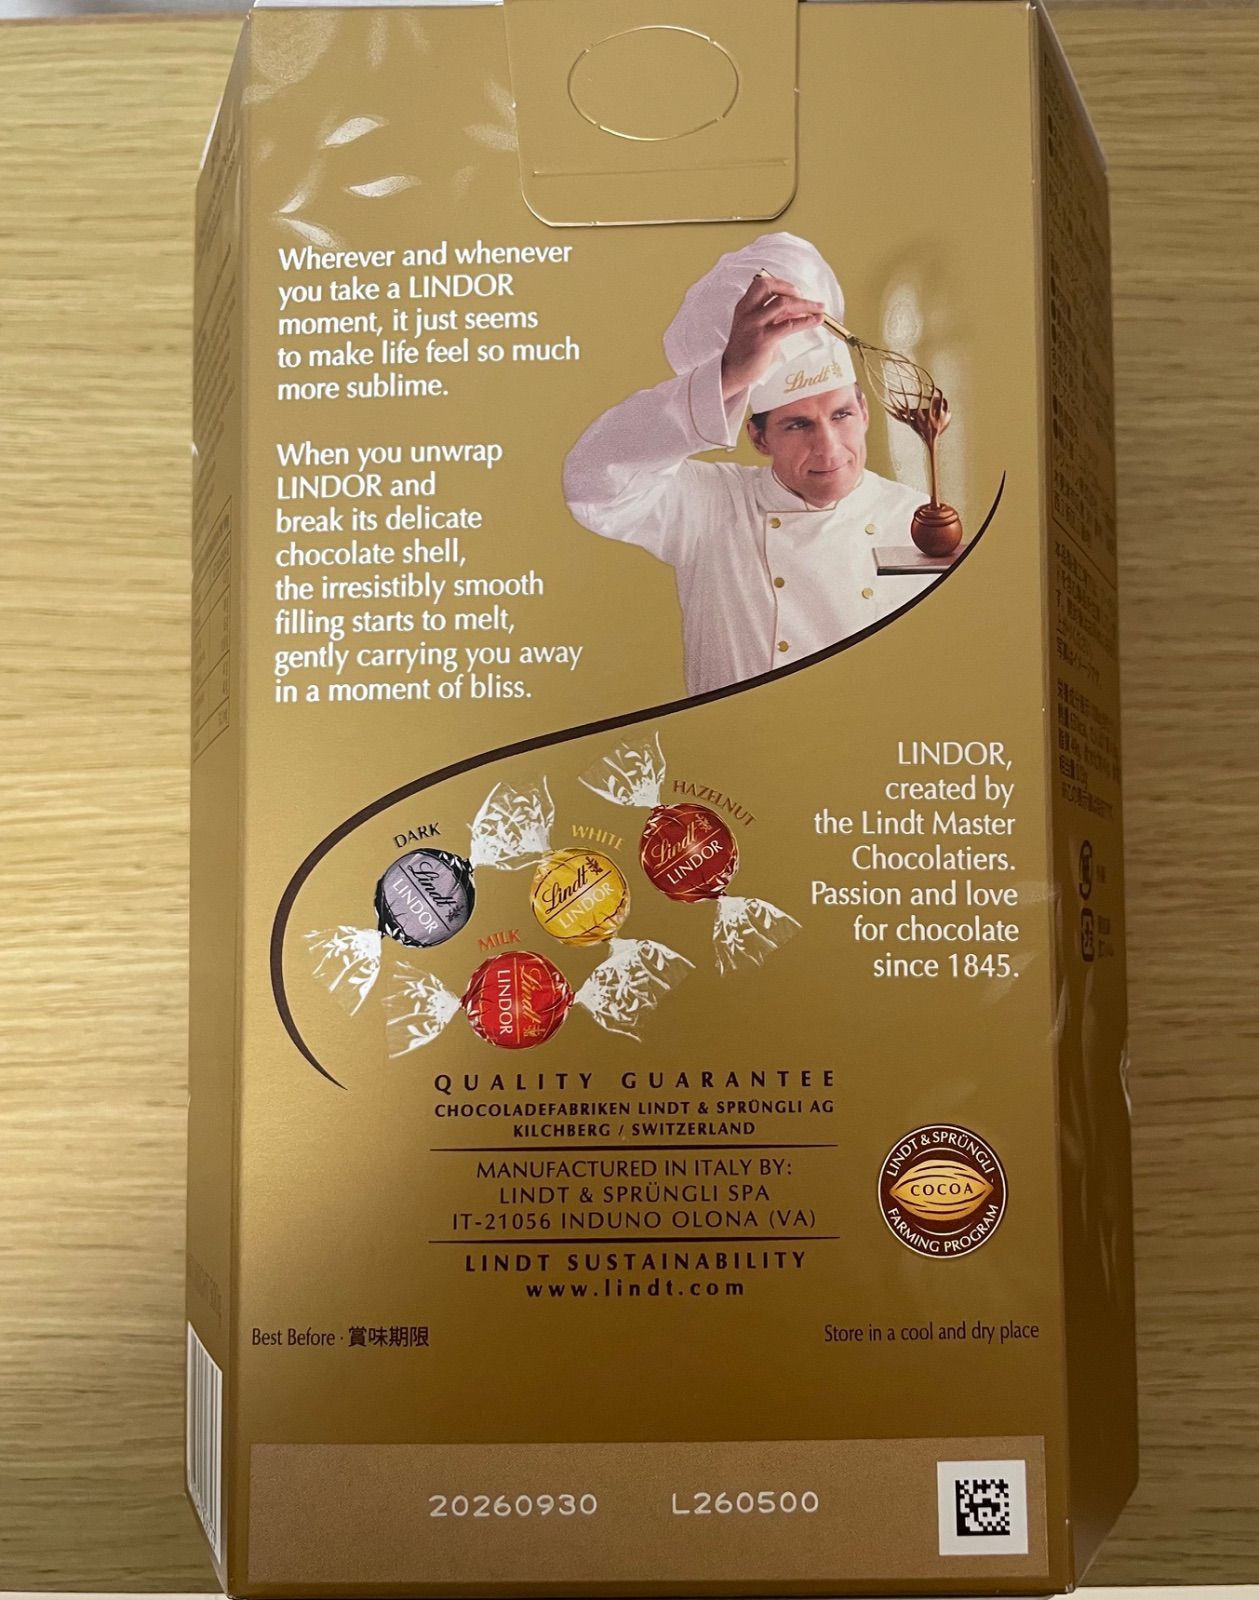 Wherever and whenever
you take a LINDOR
moment, it just seems
to make life feel so much
more sublime.
When you unwrap
LINDOR and
break its delicate
chocolate shell,
the irresistibly smooth
filling starts to melt,
gently carrying you away
in a moment of bliss.
Lindt
LINDOR,
created by
the Lindt Master
Chocolatiers.
Passion and love
for chocolate
since 1845.
HAZELNUT
Lindt
LINDOR
DARK
Lindt
LINDOR
WHITE
Lindt
LINDOR
MILK
Lindt
LINDOR
QUALITY GUARANTEE
CHOCOLADEFABRIKEN LINDT & SPRÜNGLI AG
KILCHBERG / SWITZERLAND
MANUFACTURED IN ITALY BY:
LINDT & SPRÜNGLI SPA
IT-21056 INDUNO OLONA (VA)
LINDT SUSTAINABILITY
www.lindt.com
LINDT & SPRÜNGLI
COCOA
FARMING PROGRAM
Best Before · 賞味期限
Store in a cool and dry place
20260930 L260500